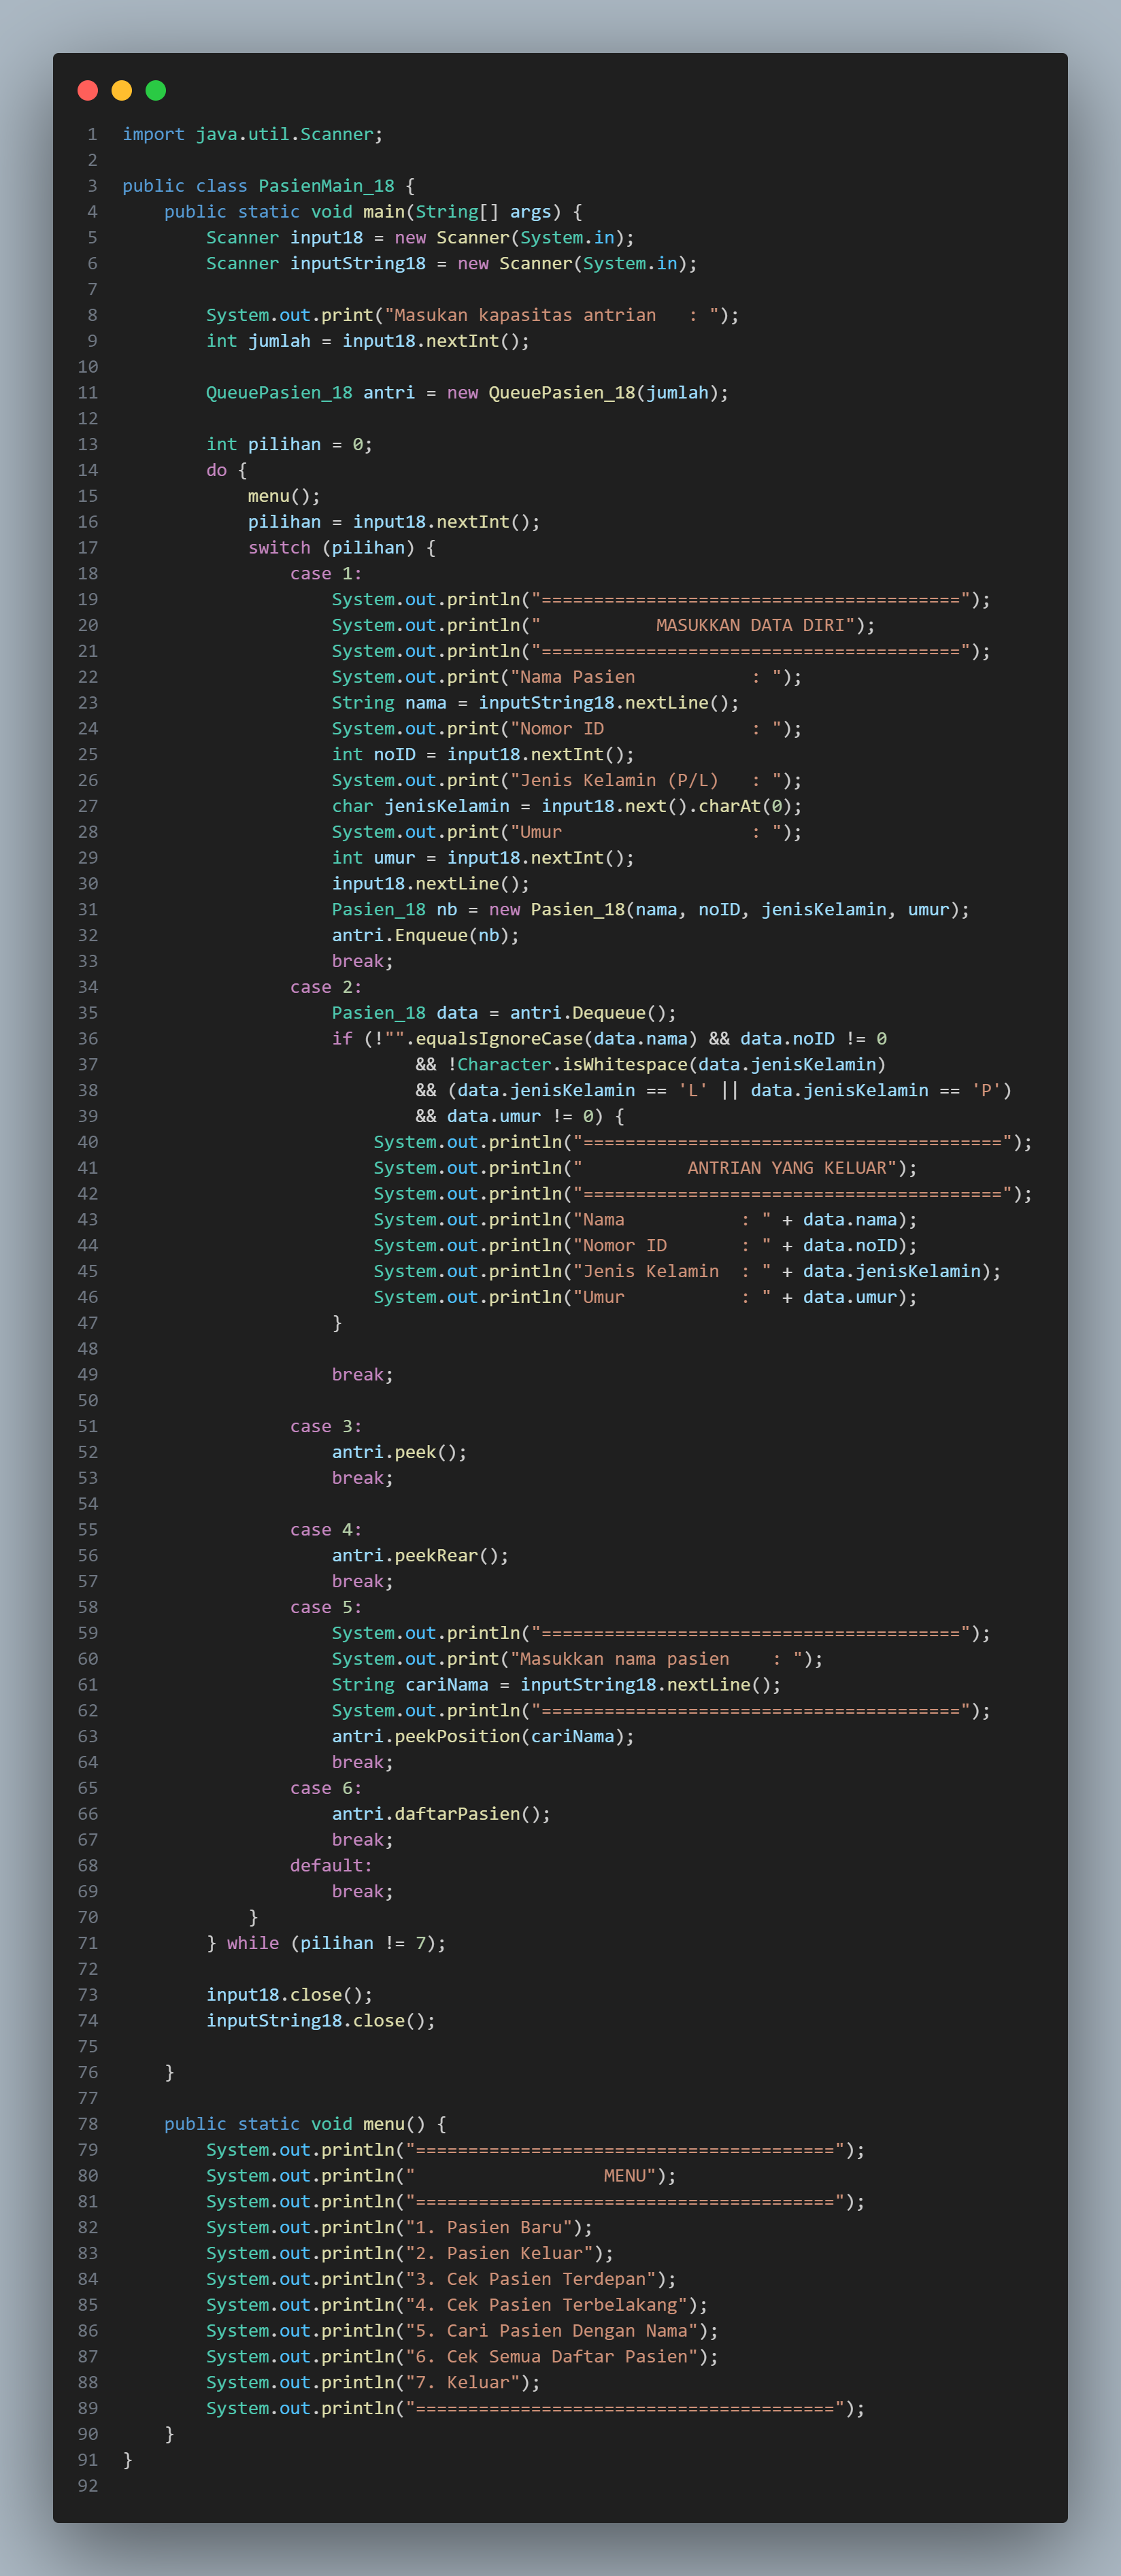 1 import java.util.Scanner;
2
3 public class PasienMain_18 {
4     public static void main(String[] args) {
5         Scanner input18 = new Scanner(System.in);
6         Scanner inputString18 = new Scanner(System.in);
7
8         System.out.print("Masukan kapasitas antrian   : ");
9         int jumlah = input18.nextInt();
10
11         QueuePasien_18 antri = new QueuePasien_18(jumlah);
12
13         int pilihan = 0;
14         do {
15             menu();
16             pilihan = input18.nextInt();
17             switch (pilihan) {
18                 case 1:
19                     System.out.println("========================================");
20                     System.out.println("           MASUKKAN DATA DIRI");
21                     System.out.println("========================================");
22                     System.out.print("Nama Pasien           : ");
23                     String nama = inputString18.nextLine();
24                     System.out.print("Nomor ID              : ");
25                     int noID = input18.nextInt();
26                     System.out.print("Jenis Kelamin (P/L)   : ");
27                     char jenisKelamin = input18.next().charAt(0);
28                     System.out.print("Umur                  : ");
29                     int umur = input18.nextInt();
30                     input18.nextLine();
31                     Pasien_18 nb = new Pasien_18(nama, noID, jenisKelamin, umur);
32                     antri.Enqueue(nb);
33                     break;
34                 case 2:
35                     Pasien_18 data = antri.Dequeue();
36                     if (!"".equalsIgnoreCase(data.nama) && data.noID != 0
37                             && !Character.isWhitespace(data.jenisKelamin)
38                             && (data.jenisKelamin == 'L' || data.jenisKelamin == 'P')
39                             && data.umur != 0) {
40                         System.out.println("========================================");
41                         System.out.println("          ANTRIAN YANG KELUAR");
42                         System.out.println("========================================");
43                         System.out.println("Nama           : " + data.nama);
44                         System.out.println("Nomor ID       : " + data.noID);
45                         System.out.println("Jenis Kelamin  : " + data.jenisKelamin);
46                         System.out.println("Umur           : " + data.umur);
47                     }
48
49                     break;
50
51                 case 3:
52                     antri.peek();
53                     break;
54
55                 case 4:
56                     antri.peekRear();
57                     break;
58                 case 5:
59                     System.out.println("========================================");
60                     System.out.print("Masukkan nama pasien    : ");
61                     String cariNama = inputString18.nextLine();
62                     System.out.println("========================================");
63                     antri.peekPosition(cariNama);
64                     break;
65                 case 6:
66                     antri.daftarPasien();
67                     break;
68                 default:
69                     break;
70             }
71         } while (pilihan != 7);
72
73         input18.close();
74         inputString18.close();
75
76     }
77
78     public static void menu() {
79         System.out.println("========================================");
80         System.out.println("                  MENU");
81         System.out.println("========================================");
82         System.out.println("1. Pasien Baru");
83         System.out.println("2. Pasien Keluar");
84         System.out.println("3. Cek Pasien Terdepan");
85         System.out.println("4. Cek Pasien Terbelakang");
86         System.out.println("5. Cari Pasien Dengan Nama");
87         System.out.println("6. Cek Semua Daftar Pasien");
88         System.out.println("7. Keluar");
89         System.out.println("========================================");
90     }
91 }
92